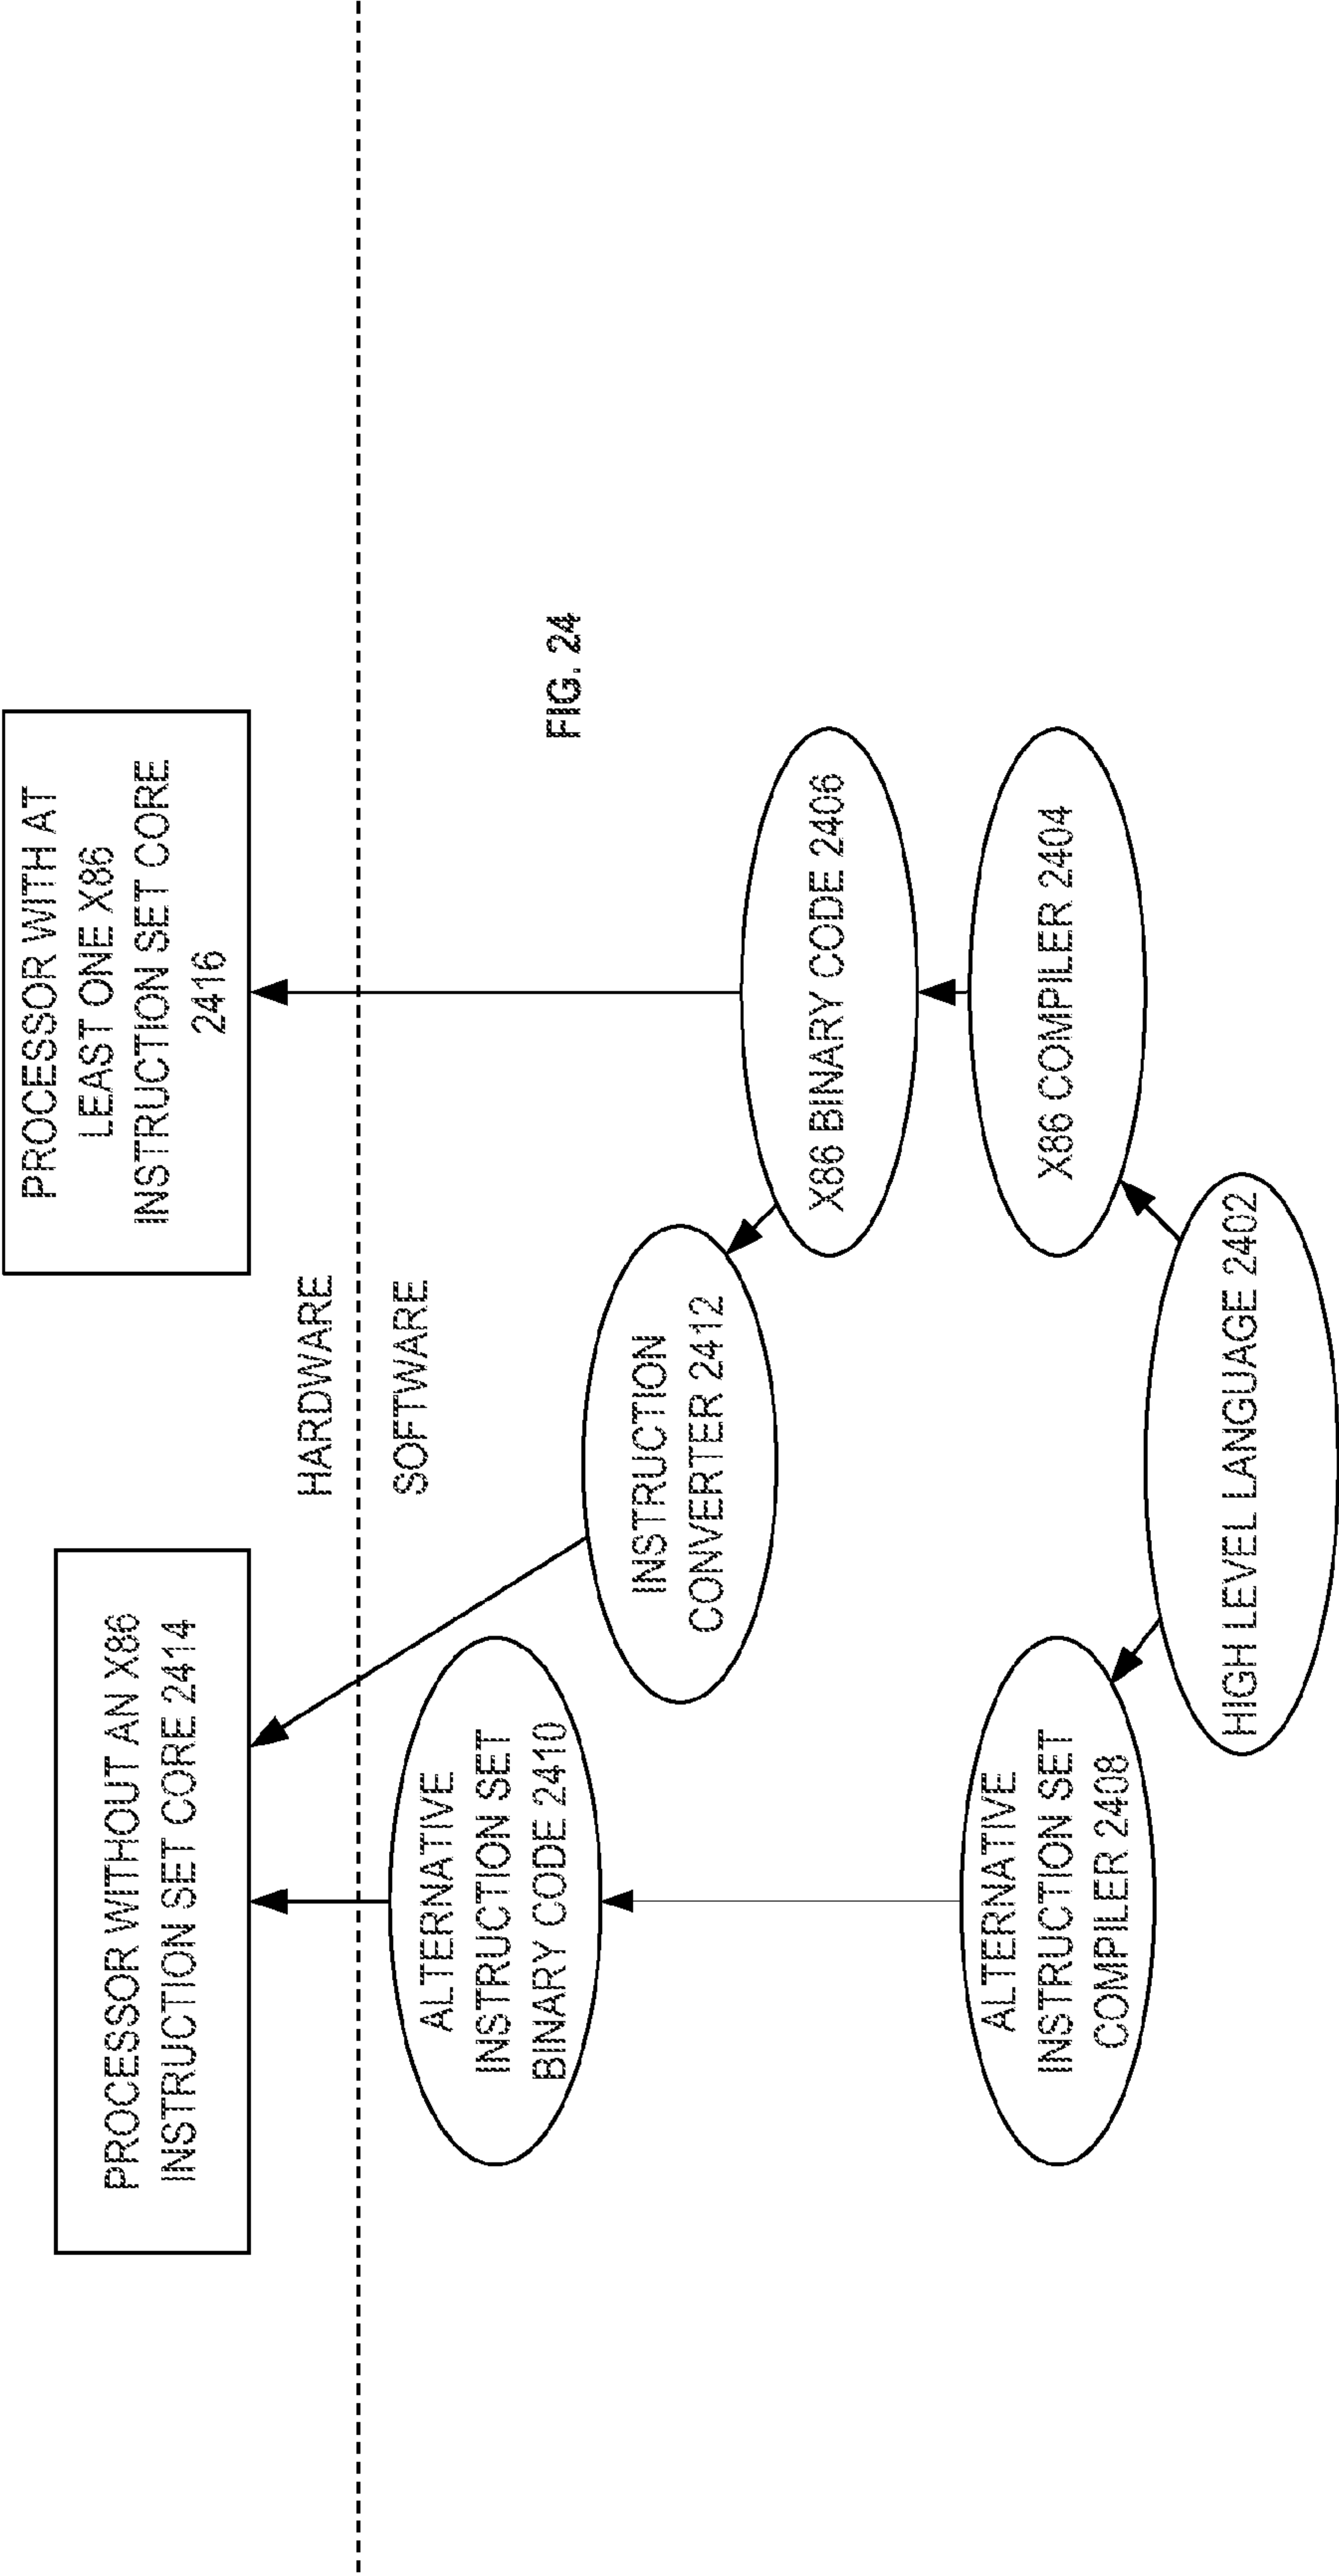 PROCESSOR WITHOUT AN X86
INSTRUCTION SET CORE 2414
PROCESSOR WITH AT
LEAST ONE X86
INSTRUCTION SET CORE
2416
HARDWARE
SOFTWARE
ALTERNATIVE
INSTRUCTION SET
BINARY CODE 2410
INSTRUCTION
CONVERTER 2412
FIG. 24
X86 BINARY CODE 2406
ALTERNATIVE
INSTRUCTION SET
COMPILER 2408
X86 COMPILER 2404
HIGH LEVEL LANGUAGE 2402